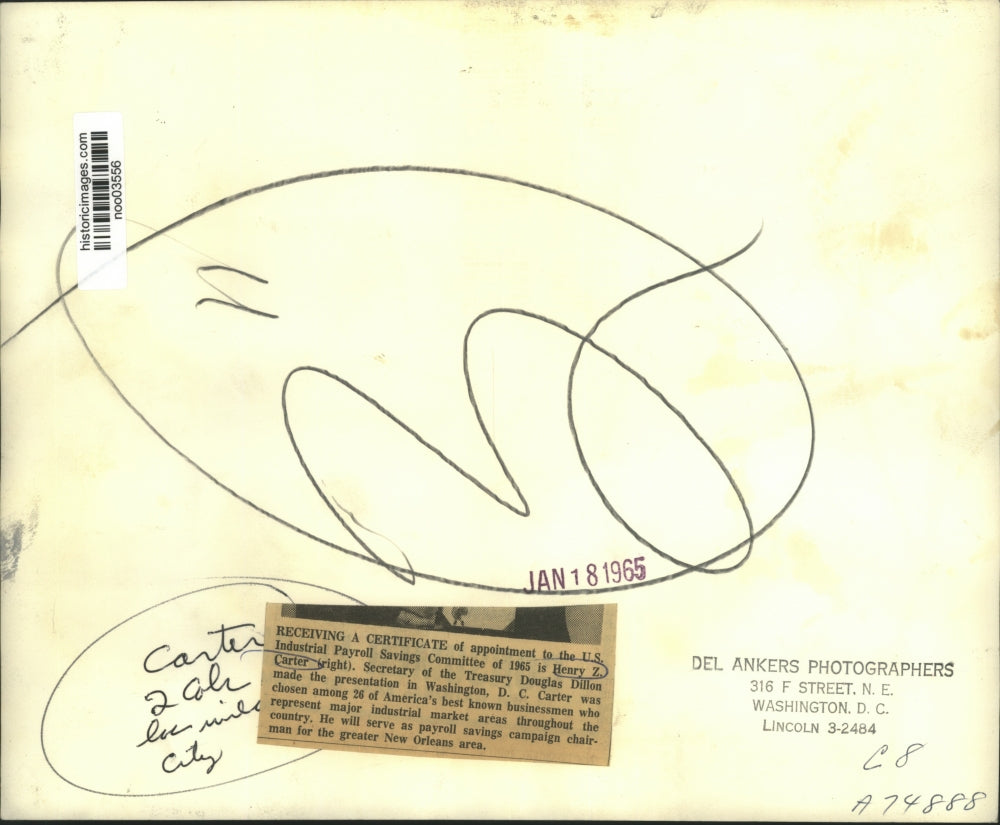 historicimages.com
noo03556
JAN 18 1965
Carter
2 Cols
City
RECEIVING A CERTIFICATE of appointment to the U.S.
Industrial Payroll Savings Committee of 1965 is Henry Z.
Carter (right). Secretary of the Treasury Douglas Dillon
made the presentation in Washington, D. C. Carter was
chosen among 26 of America's best known businessmen who
represent major industrial market areas throughout the
country. He will serve as payroll savings campaign chair-
man for the greater New Orleans area.
DEL ANKERS PHOTOGRAPHERS
316 F STREET, N. E.
WASHINGTON, D. C.
LINCOLN 3-2484
C 8
A 74888